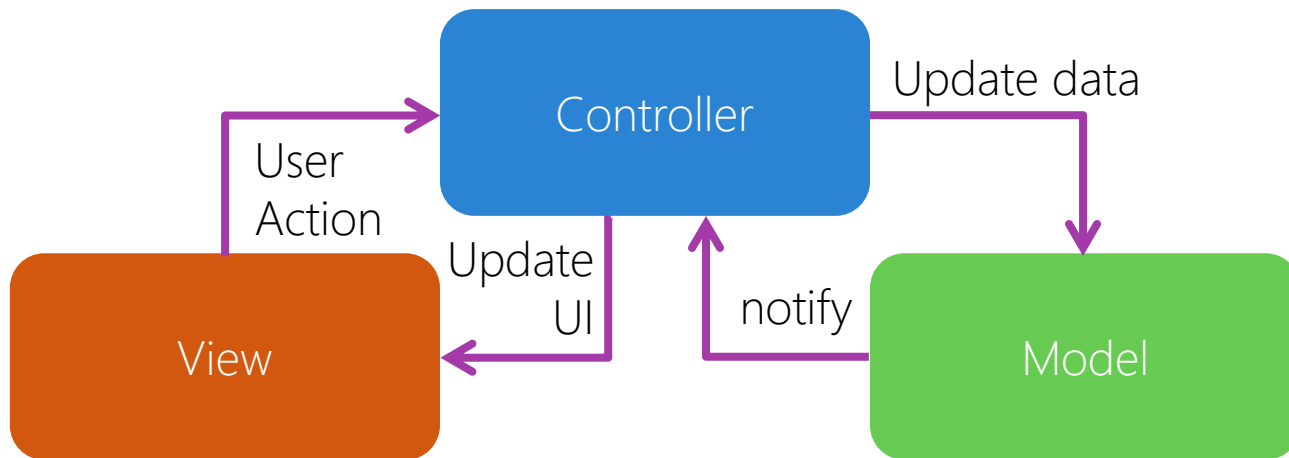 Controller
Update data
User
Action
Update
UI
notify
View
Model